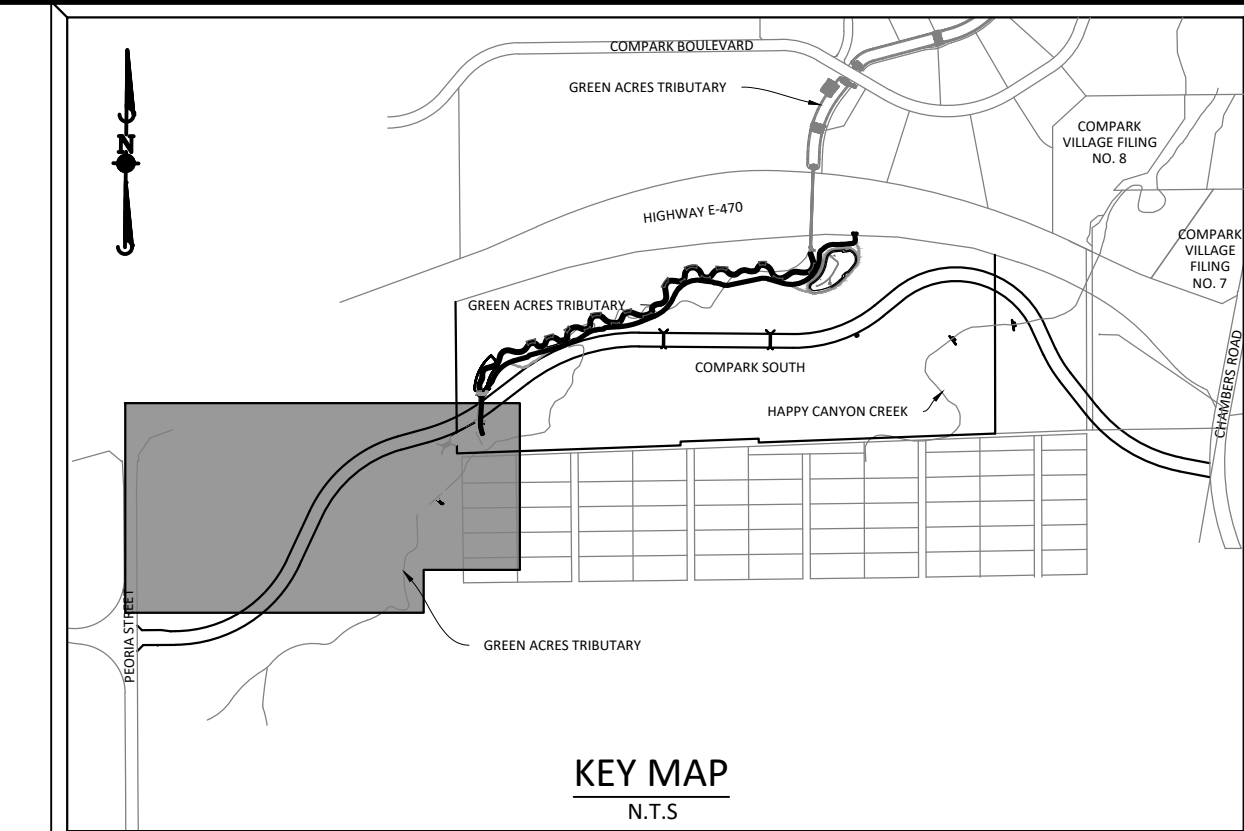 COMPARK BOULEVARD
GREEN ACRES TRIBUTARY
COMPARK
VILLAGE FILING
NO. 8
N
HIGHWAY E-470
COMPARK
VILLAGE
FILING
NO. 7
GREEN ACRES TRIBUTARY
COMPARK SOUTH
HAPPY CANYON CREEK
CHAMBERS ROAD
PEORIA STREET
GREEN ACRES TRIBUTARY
KEY MAP
N.T.S